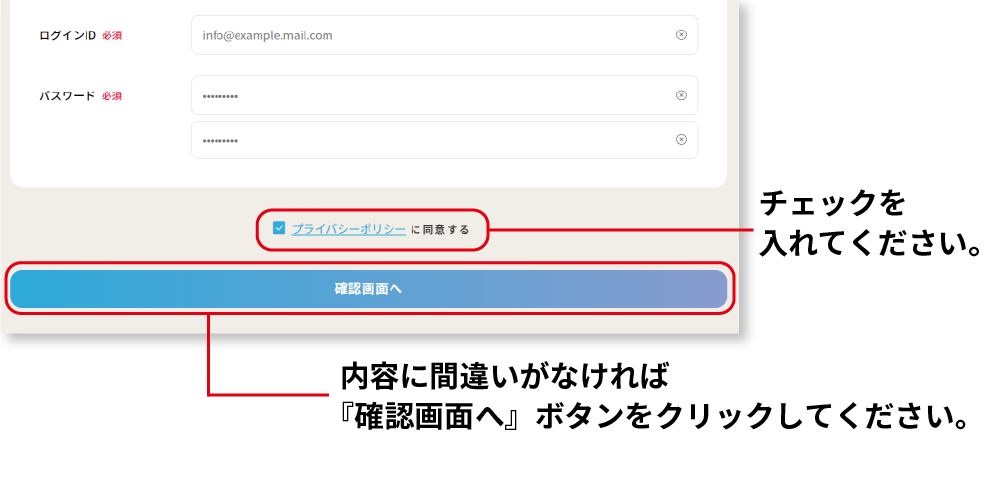 ログインID 必須
info@example.mail.com
パスワード 必須
•••••••••
•••••••••
プライバシーポリシー に同意する
チェックを
入れてください。
確認画面へ
内容に間違いがなければ
『確認画面へ』ボタンをクリックしてください。